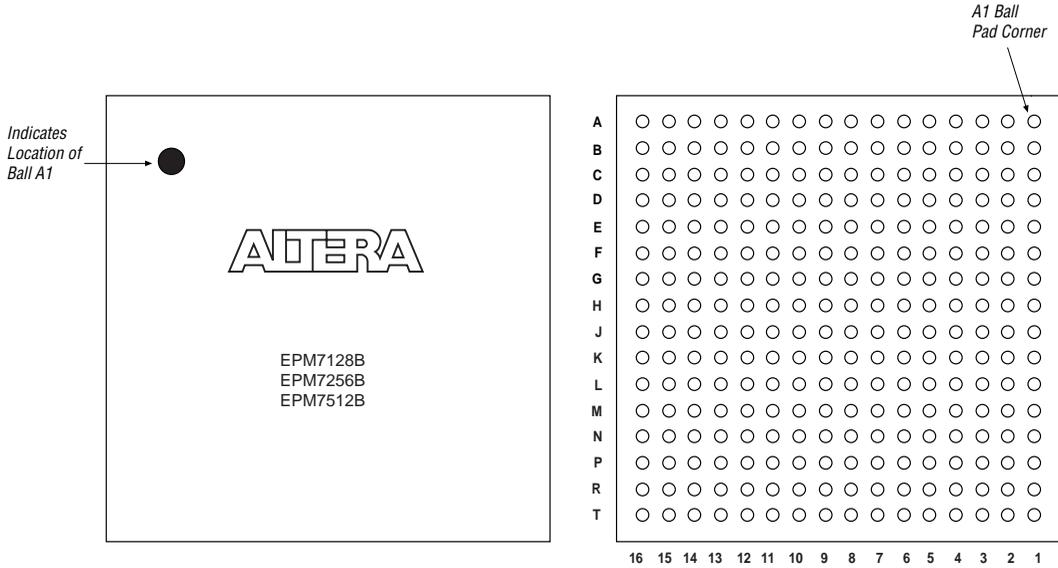 A1 Ball
Pad Corner
Indicates
Location of
Ball A1
ALTERA
EPM7128B
EPM7256B
EPM7512B
A
B
C
D
E
F
G
H
J
K
L
M
N
P
R
T
16 15 14 13 12 11 10 9 8 7 6 5 4 3 2 1